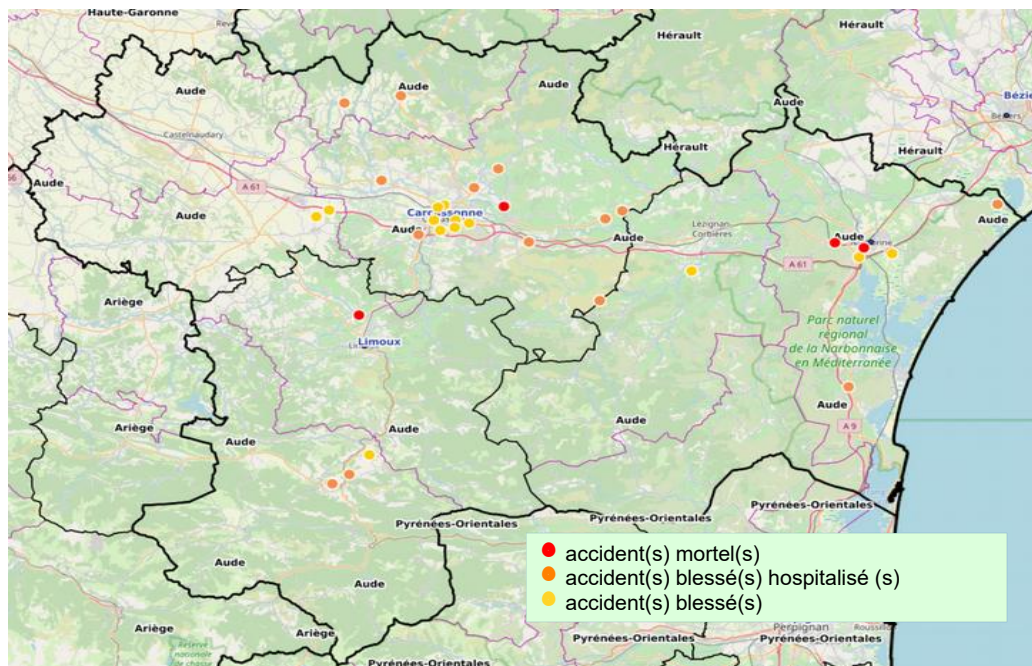 Haute-Garonne
Hérault
Aude
Aude
Aude
Aude
Castelnaudary
Hérault
Hérault
Aude
A 61
Carcassonne
Aude
Aude
Aude
Lézignan
Corbières
Aude
Aude
A 61
Ariège
Parc naturel
régional
de la Narbonnaise
en Méditerranée
Limoux
Aude
Aude
Ariège
Aude
Aude
A 9
Pyrénées-Orientales
Pyrénées-Orientales
Pyrénées-Orientales
accident(s) mortel(s)
accident(s) blessé(s) hospitalisé (s)
accident(s) blessé(s)
Aude
Aude
Ariège
Ariège
Perpignan
Pyrénées-Orientales
Pyrénées-Orientales
Pyrénées-Orientales